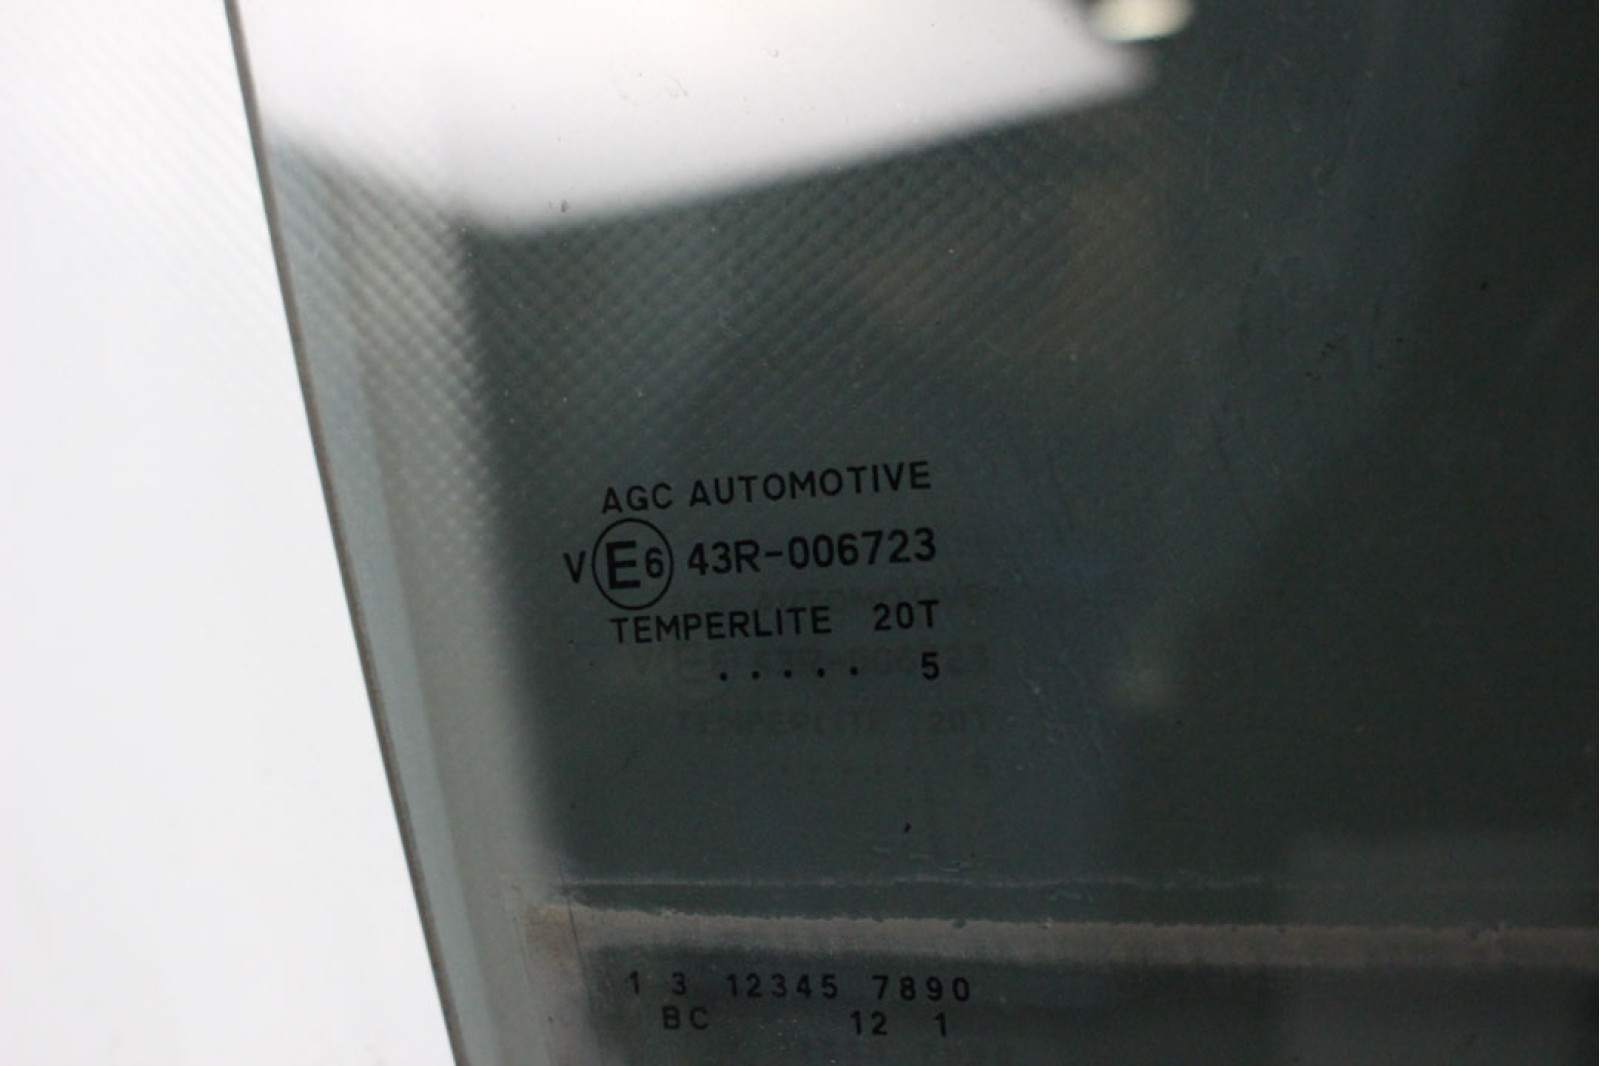 AGC AUTOMOTIVE
V E6 43R-006723
TEMPERLITE 20T
. . . . . 5
1 3 12345 7890
BC 12 1